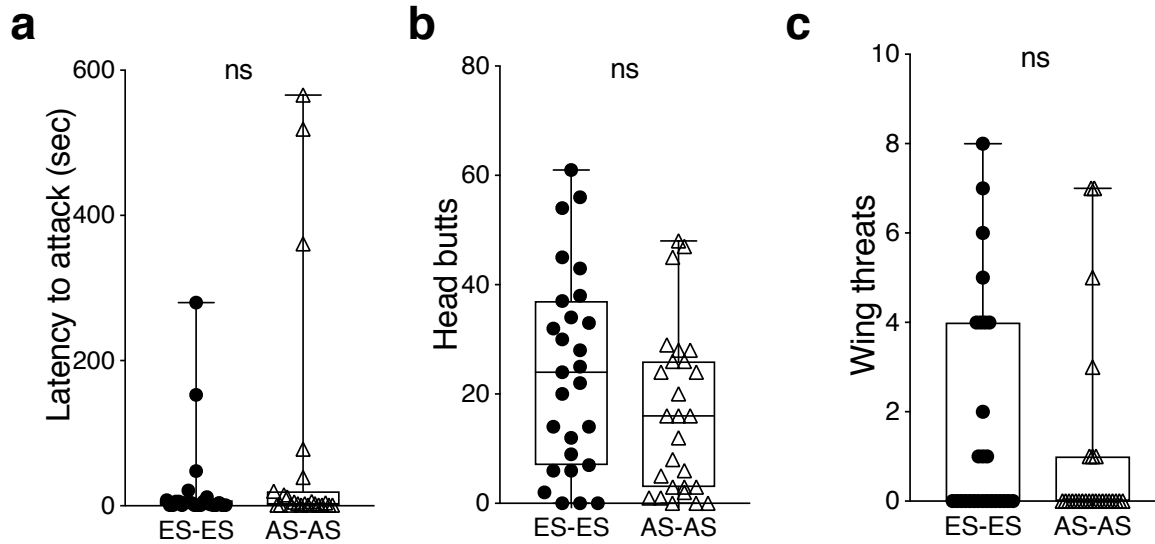 a
ns
600
400
200
0
Latency to attack (sec)
ES-ES AS-AS
b
ns
80
60
40
20
0
Head butts
ES-ES AS-AS
c
ns
10
8
6
4
2
0
Wing threats
ES-ES AS-AS